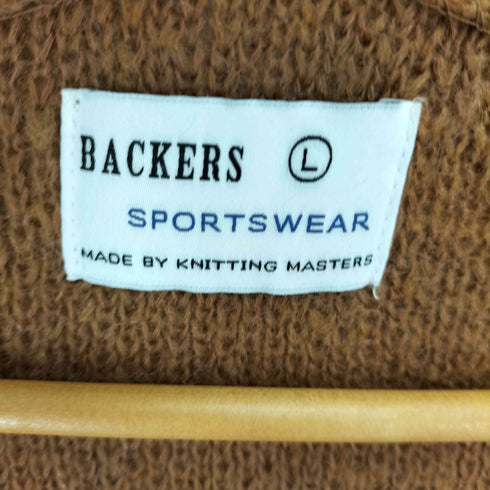 BACKERS L
SPORTSWEAR
MADE BY KNITTING MASTERS